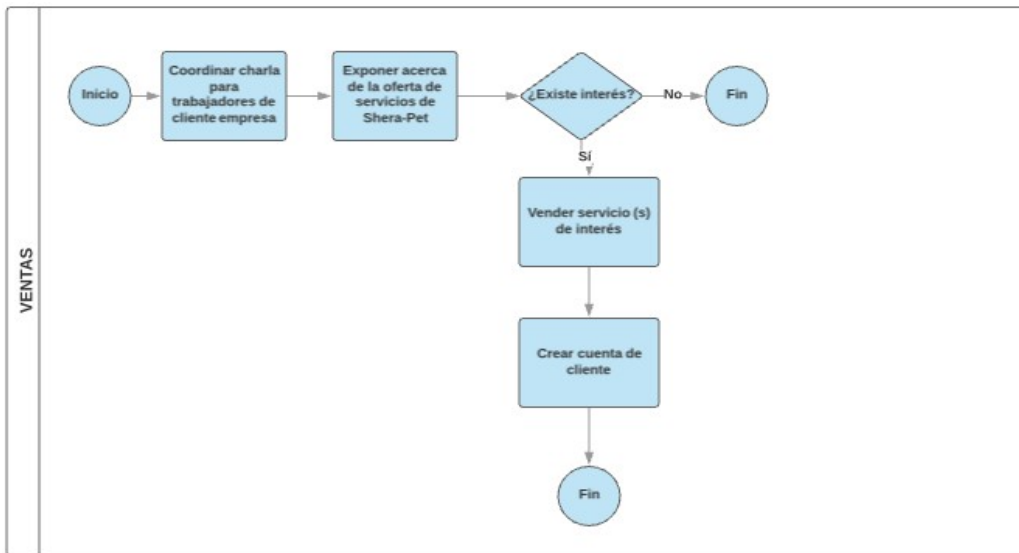 VENTAS
Inicio
Coordinar charla
para
trabajadores de
cliente empresa
Exponer acerca
de la oferta de
servicios de
Shera-Pet
¿Existe interés?
No
Fin
Sí
Vender servicio (s)
de interés
Crear cuenta de
cliente
Fin